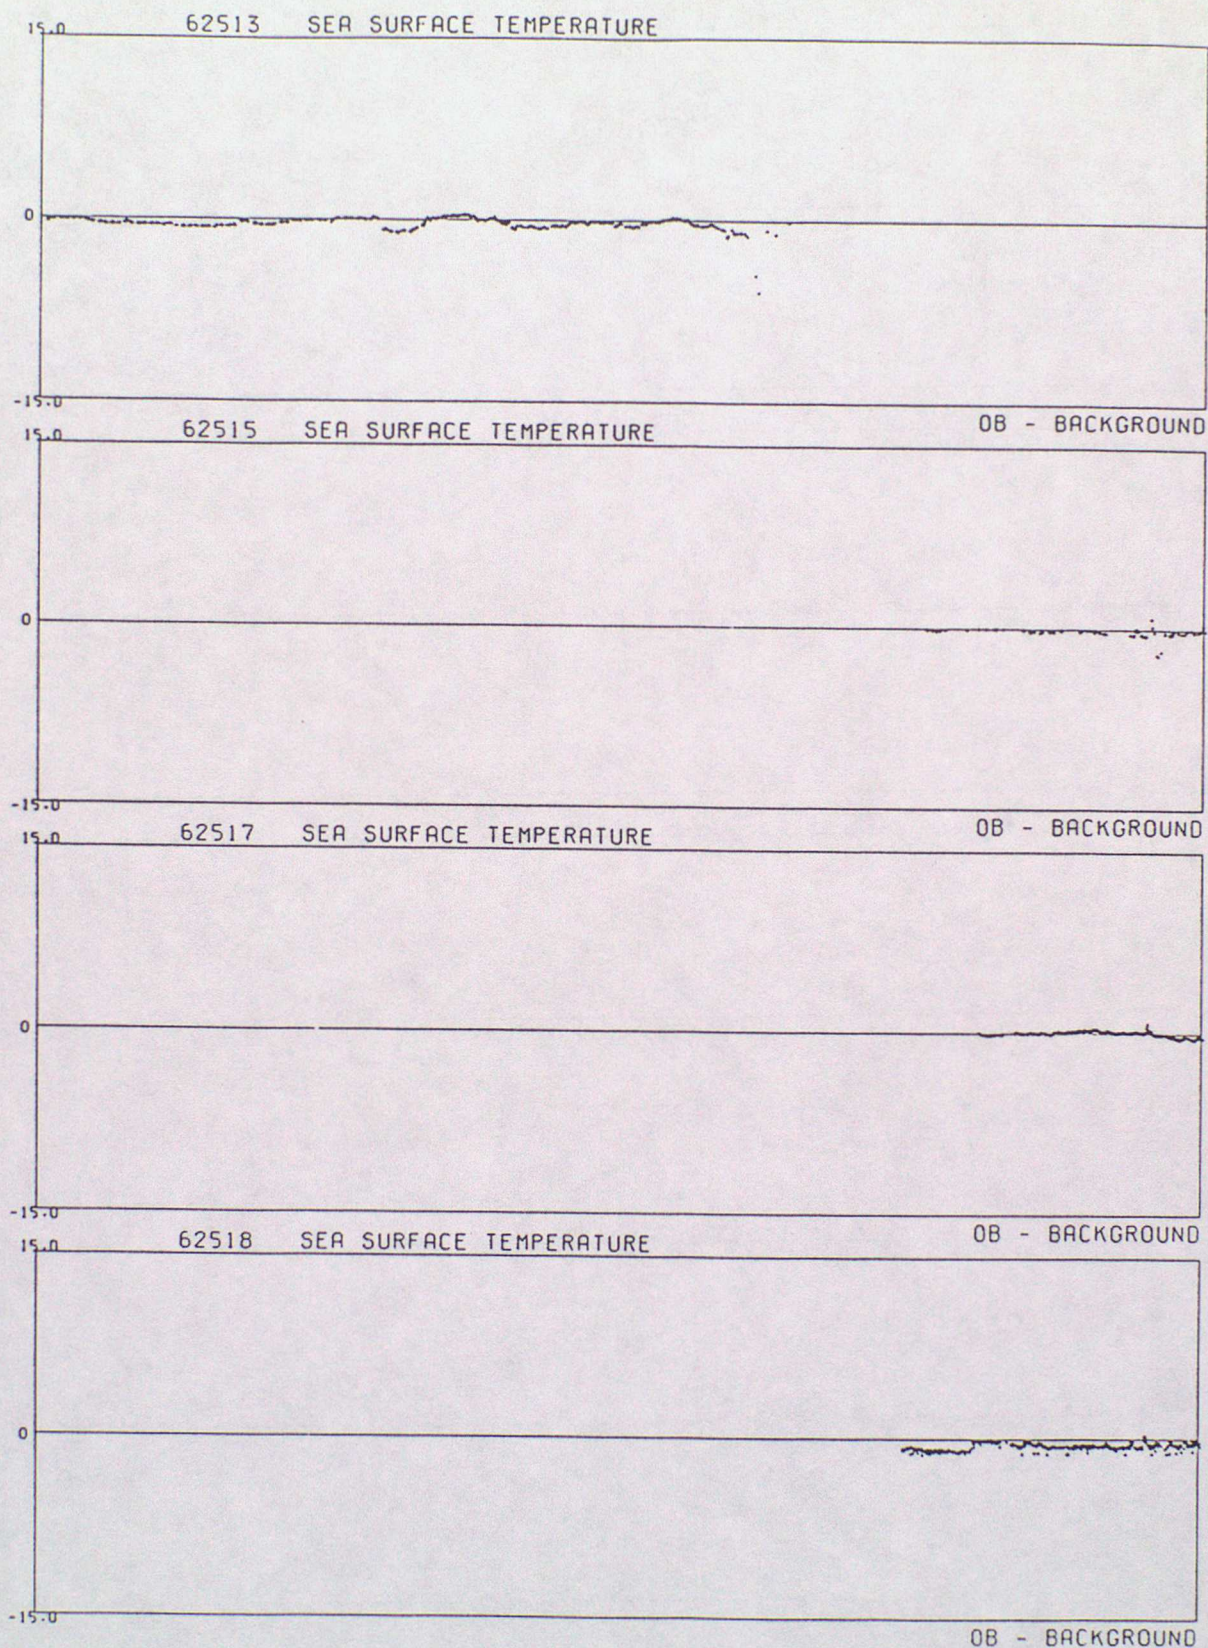 15.0 62513 SEA SURFACE TEMPERATURE
0
-15.0
OB - BACKGROUND
15.0 62515 SEA SURFACE TEMPERATURE
0
-15.0
OB - BACKGROUND
15.0 62517 SEA SURFACE TEMPERATURE
0
-15.0
OB - BACKGROUND
15.0 62518 SEA SURFACE TEMPERATURE
0
-15.0
OB - BACKGROUND